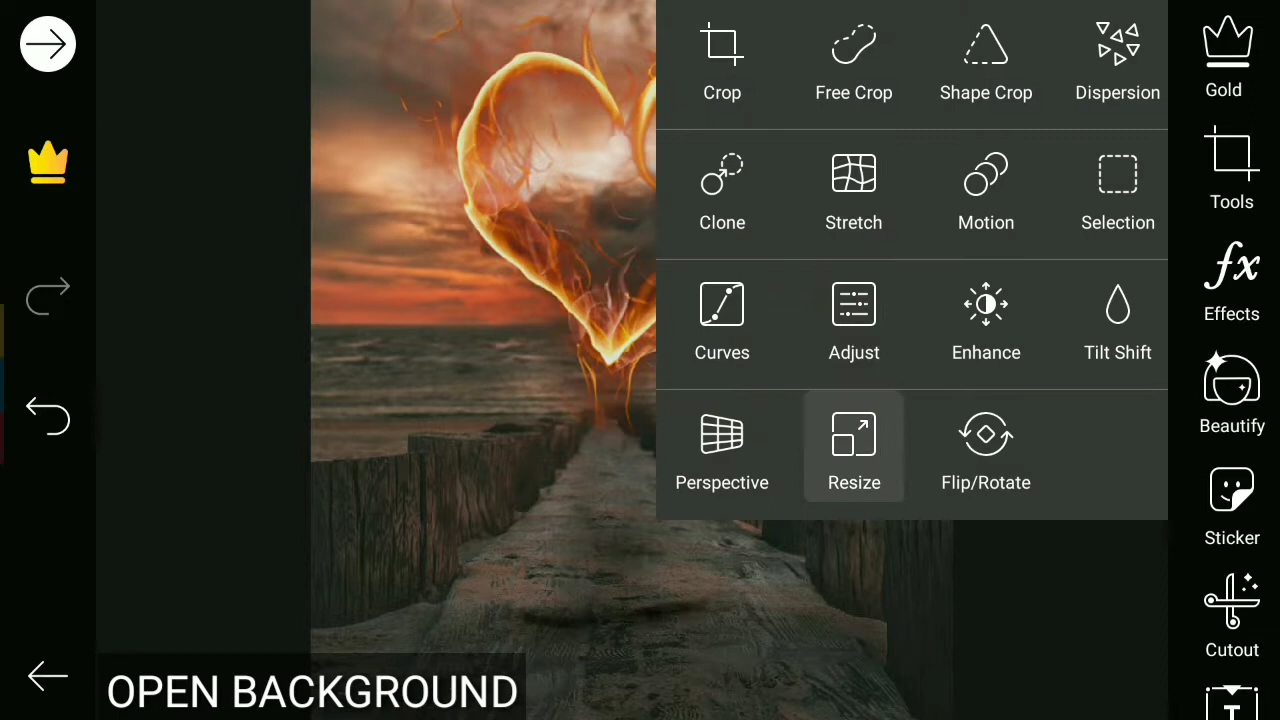 Crop Free Crop Shape Crop Dispersion
Clone Stretch Motion Selection
Curves Adjust Enhance Tilt Shift
Perspective Resize Flip/Rotate
Gold
Tools
fx
Effects
Beautify
Sticker
Cutout
T
OPEN BACKGROUND